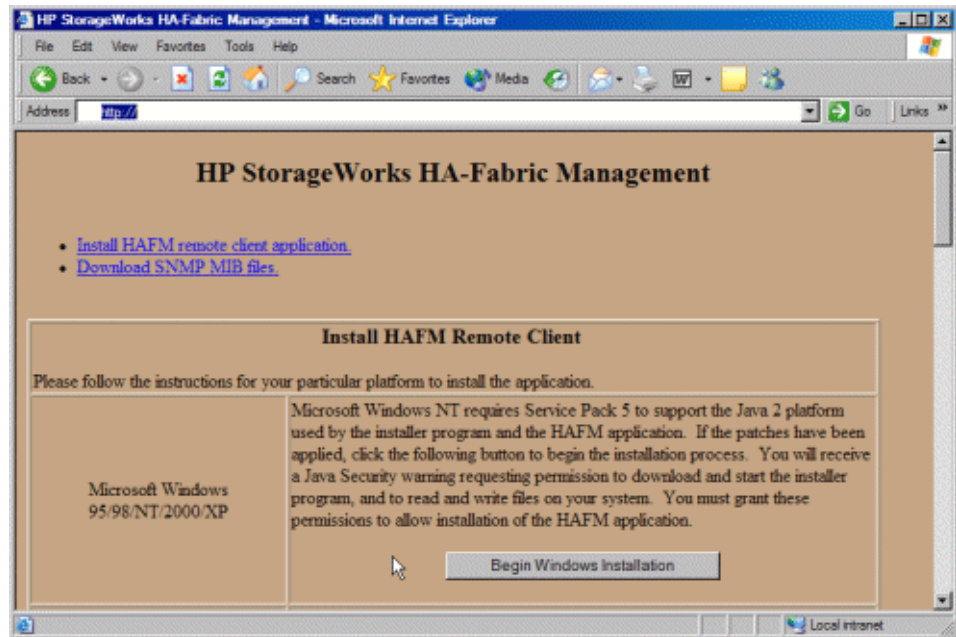 HP StorageWorks HA-Fabric Management - Microsoft Internet Explorer
File Edit View Favorites Tools Help
Back Search Favorites Media
Address http:// Go Links »
HP StorageWorks HA-Fabric Management
• Install HAFM remote client application.
• Download SNMP MIB files.
Install HAFM Remote Client
Please follow the instructions for your particular platform to install the application.
Microsoft Windows
95/98/NT/2000/XP
Microsoft Windows NT requires Service Pack 5 to support the Java 2 platform
used by the installer program and the HAFM application. If the patches have been
applied, click the following button to begin the installation process. You will receive
a Java Security warning requesting permission to download and start the installer
program, and to read and write files on your system. You must grant these
permissions to allow installation of the HAFM application.
Begin Windows Installation
Local intranet